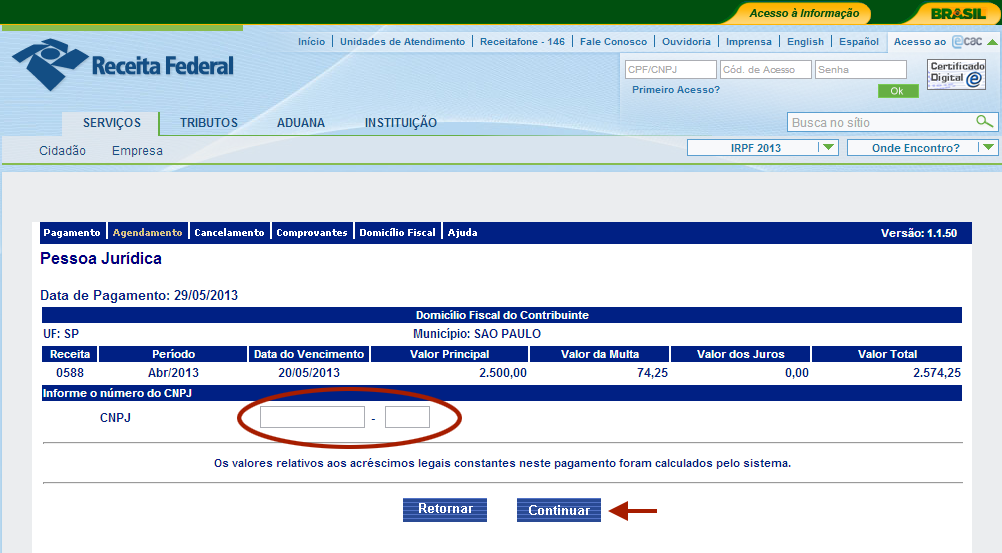 Acesso à Informação BRASIL
Início | Unidades de Atendimento | Receitafone - 146 | Fale Conosco | Ouvidoria | Imprensa | English | Español Acesso ao eCAC
Receita Federal
CPF/CNPJ Cód. de Acesso Senha Certificado
Digital
Primeiro Acesso? Ok
SERVIÇOS TRIBUTOS ADUANA INSTITUIÇÃO Busca no sítio
Cidadão Empresa IRPF 2013 Onde Encontro?
Pagamento Agendamento Cancelamento Comprovantes Domicílio Fiscal Ajuda Versão: 1.1.50
Pessoa Jurídica
Data de Pagamento: 29/05/2013
Domicílio Fiscal do Contribuinte
UF: SP Município: SAO PAULO
Receita Período Data do Vencimento Valor Principal Valor da Multa Valor dos Juros Valor Total
0588 Abr/2013 20/05/2013 2.500,00 74,25 0,00 2.574,25
Informe o número do CNPJ
CNPJ -
Os valores relativos aos acréscimos legais constantes neste pagamento foram calculados pelo sistema.
Retornar Continuar